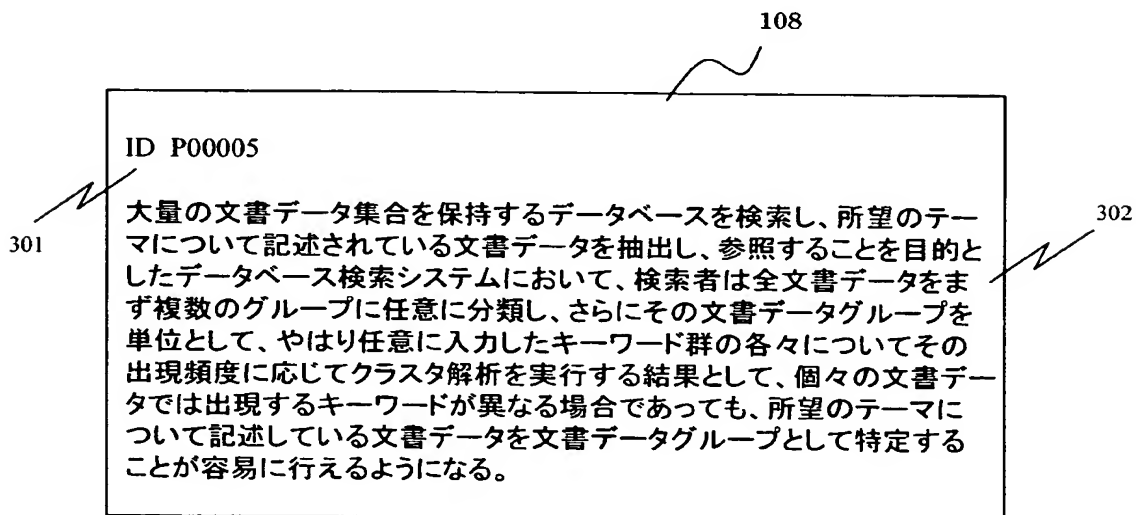 108
ID P00005
301
大量の文書データ集合を保持するデータベースを検索し、所望のテー
マについて記述されている文書データを抽出し、参照することを目的と
302
したデータベース検索システムにおいて、検索者は全文書データをま
ず複数のグループに任意に分類し、さらにその文書データグループを
単位として、やはり任意に入力したキーワード群の各々についてその
出現頻度に応じてクラスタ解析を実行する結果として、個々の文書デー
タでは出現するキーワードが異なる場合であっても、所望のテーマに
ついて記述している文書データを文書データグループとして特定する
ことが容易に行えるようになる。